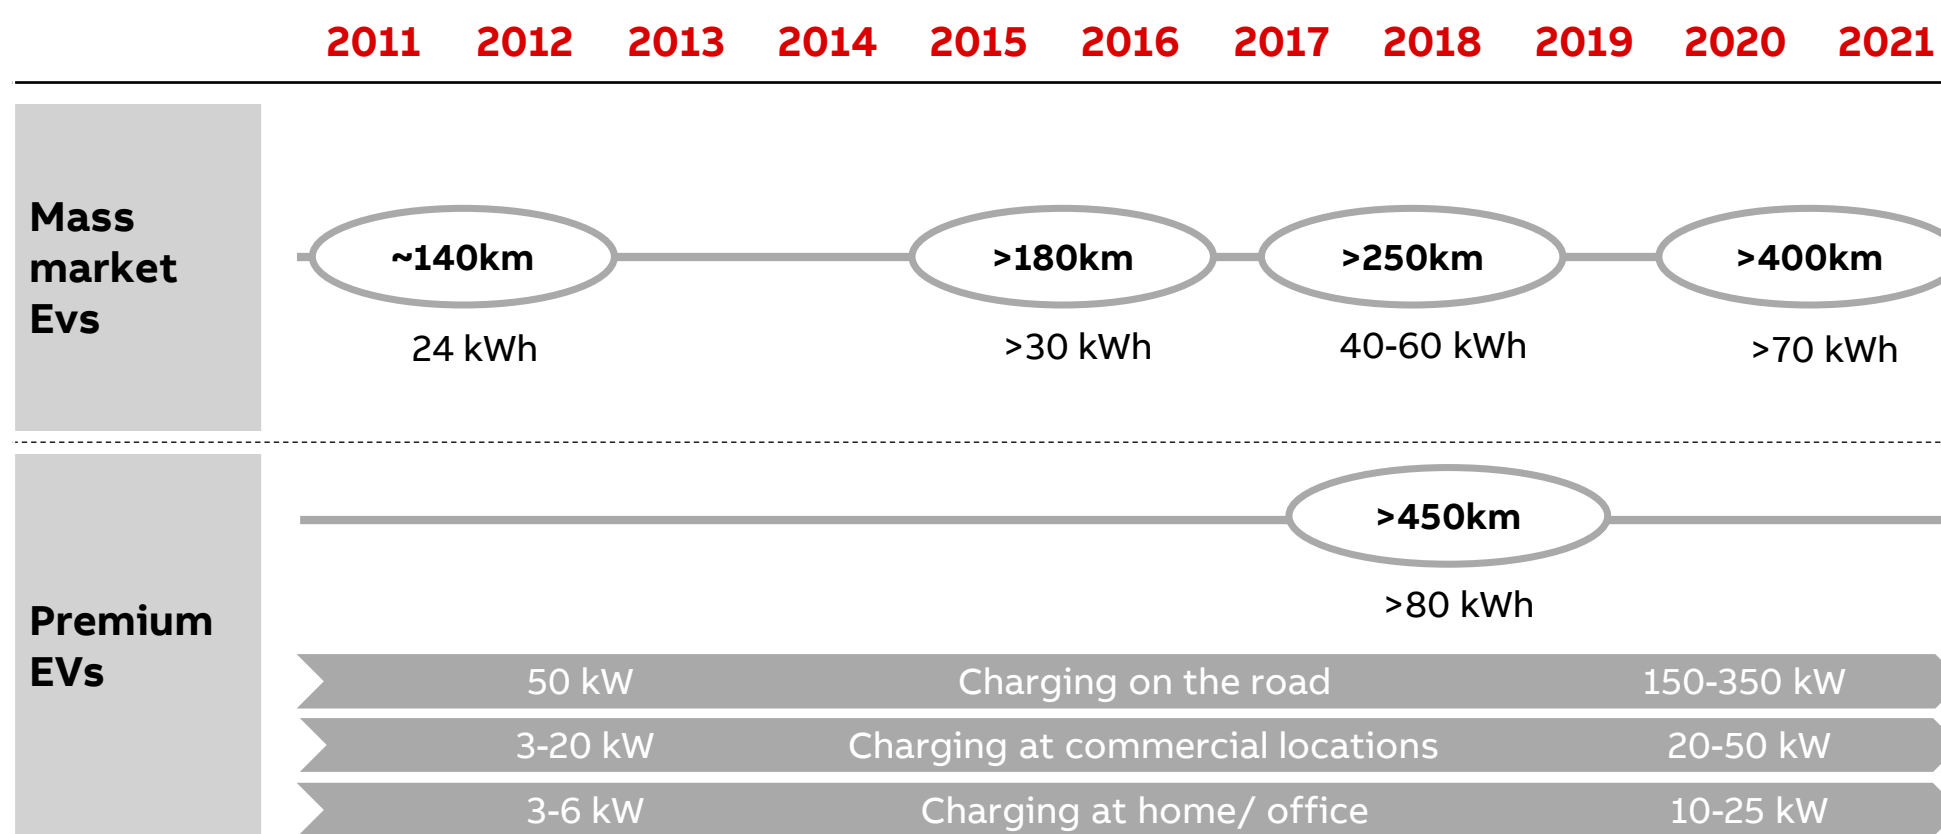 2011 2012 2013 2014 2015 2016 2017 2018 2019 2020 2021
Mass
market
Evs
~140km >180km >250km >400km
24 kWh >30 kWh 40-60 kWh >70 kWh
>450km
>80 kWh
Premium
EVs
50 kW Charging on the road 150-350 kW
3-20 kW Charging at commercial locations 20-50 kW
3-6 kW Charging at home/ office 10-25 kW